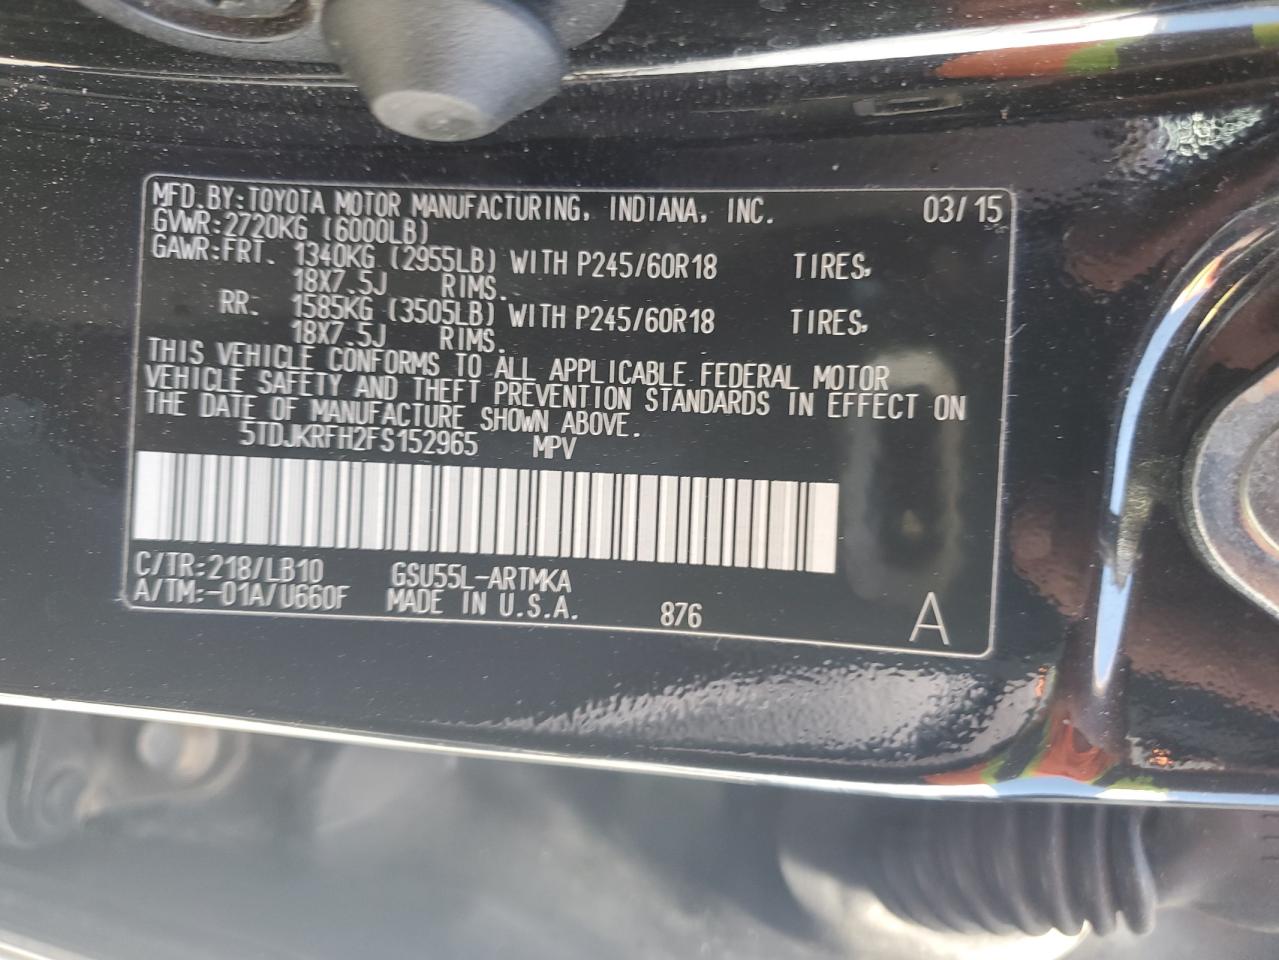 MFD.BY:TOYOTA MOTOR MANUFACTURING, INDIANA, INC. 03/15
GVWR:2720KG (6000LB)
GAWR:FRT. 1340KG (2955LB) WITH P245/60R18 TIRES,
18X7.5J RIMS.
RR. 1585KG (3505LB) WITH P245/60R18 TIRES,
18X7.5J RIMS.
THIS VEHICLE CONFORMS TO ALL APPLICABLE FEDERAL MOTOR
VEHICLE SAFETY AND THEFT PREVENTION STANDARDS IN EFFECT ON
THE DATE OF MANUFACTURE SHOWN ABOVE.
5TDJKRFH2FS152965 MPV
C/TR:218/LB10 GSU55L-ARTMKA
A/TM:-01A/U660F MADE IN U.S.A. 876 A